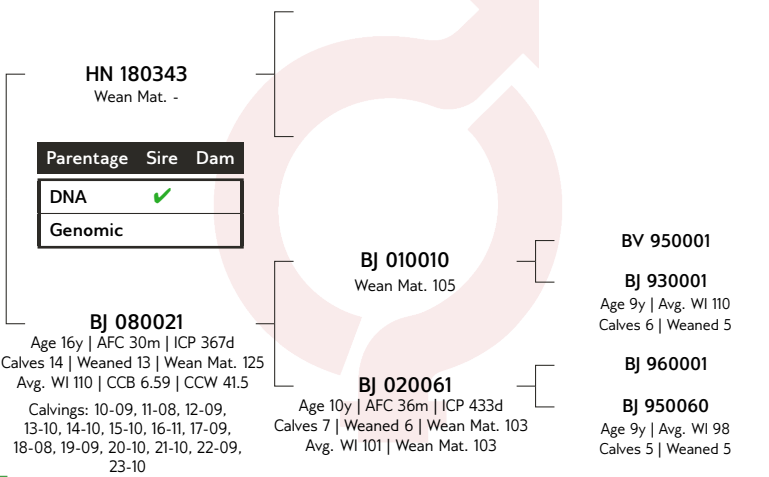 HN 180343
Wean Mat. -
Parentage Sire Dam
DNA ✔
Genomic
BJ 080021
Age 16y | AFC 30m | ICP 367d
Calves 14 | Weaned 13 | Wean Mat. 125
Avg. WI 110 | CCB 6.59 | CCW 41.5
Calvings: 10-09, 11-08, 12-09,
13-10, 14-10, 15-10, 16-11, 17-09,
18-08, 19-09, 20-10, 21-10, 22-09,
23-10
BJ 010010
Wean Mat. 105
BJ 020061
Age 10y | AFC 36m | ICP 433d
Calves 7 | Weaned 6 | Wean Mat. 103
Avg. WI 101 | Wean Mat. 103
BV 950001
BJ 930001
Age 9y | Avg. WI 110
Calves 6 | Weaned 5
BJ 960001
BJ 950060
Age 9y | Avg. WI 98
Calves 5 | Weaned 5